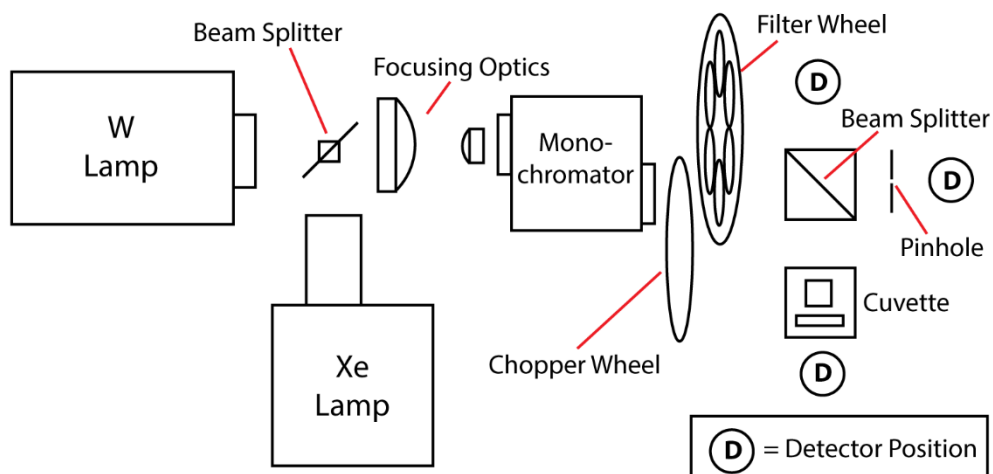 Beam Splitter
Filter Wheel
Focusing Optics
W
Lamp
D
Beam Splitter
Mono-
chromator
D
Pinhole
Cuvette
Chopper Wheel
Xe
Lamp
D
D = Detector Position